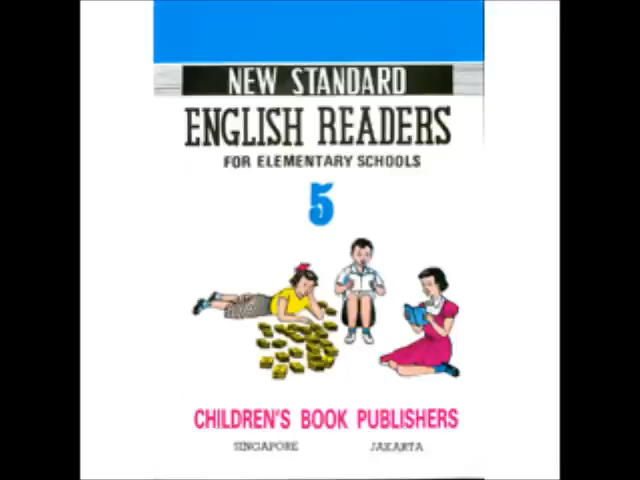 NEW STANDARD
ENGLISH READERS
FOR ELEMENTARY SCHOOLS
5
CHILDREN'S BOOK PUBLISHERS
SINGAPORE JAKARTA